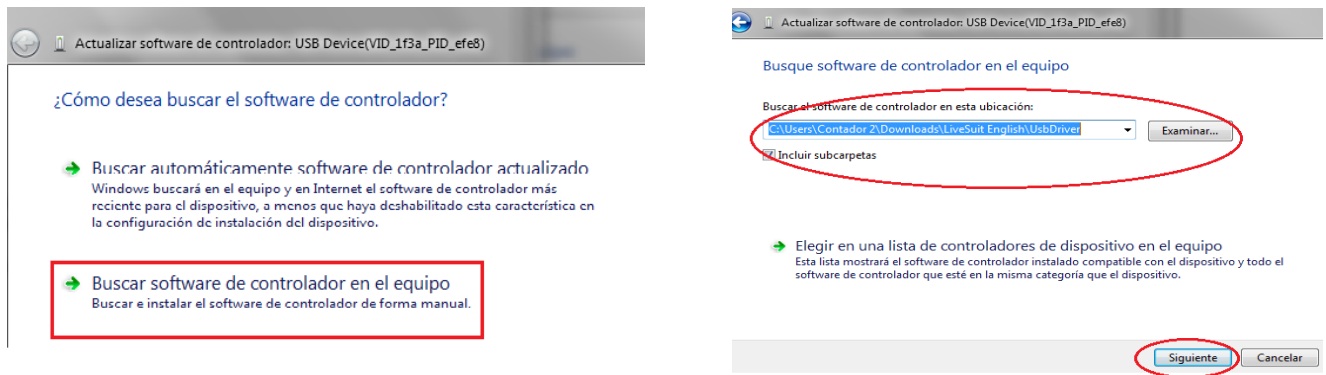 Actualizar software de controlador: USB Device(VID_1f3a_PID_efe8)
¿Cómo desea buscar el software de controlador?
Buscar automáticamente software de controlador actualizado
Windows buscará en el equipo y en Internet el software de controlador más
reciente para el dispositivo, a menos que haya deshabilitado esta característica en
la configuración de instalación del dispositivo.
Buscar software de controlador en el equipo
Buscar e instalar el software de controlador de forma manual.
Actualizar software de controlador: USB Device(VID_1f3a_PID_efe8)
Busque software de controlador en el equipo
Buscar el software de controlador en esta ubicación:
C:\Users\Contador 2\Downloads\LiveSuit English\UsbDriver
Examinar...
Incluir subcarpetas
Elegir en una lista de controladores de dispositivo en el equipo
Esta lista mostrará el software de controlador instalado compatible con el dispositivo y todo el
software de controlador que esté en la misma categoría que el dispositivo.
Siguiente
Cancelar